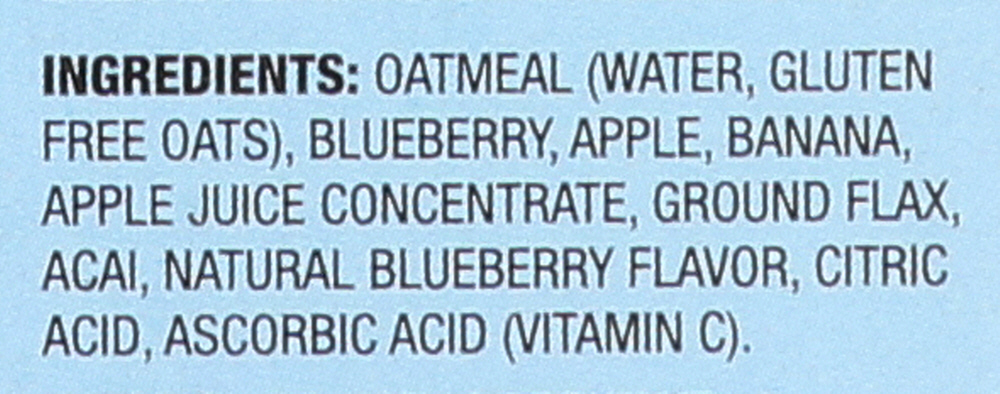 INGREDIENTS: OATMEAL (WATER, GLUTEN
FREE OATS), BLUEBERRY, APPLE, BANANA,
APPLE JUICE CONCENTRATE, GROUND FLAX,
ACAI, NATURAL BLUEBERRY FLAVOR, CITRIC
ACID, ASCORBIC ACID (VITAMIN C).